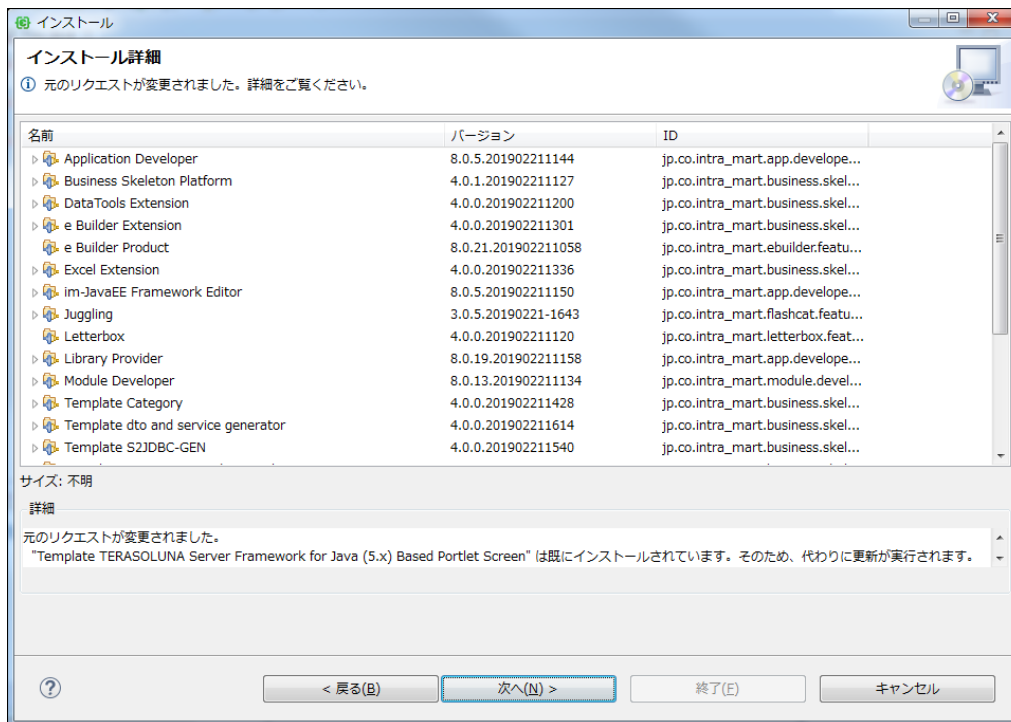 インストール
インストール詳細
元のリクエストが変更されました。詳細をご覧ください。
名前 バージョン ID
Application Developer 8.0.5.201902211144 jp.co.intra_mart.app.develope...
Business Skeleton Platform 4.0.1.201902211127 jp.co.intra_mart.business.skel...
DataTools Extension 4.0.0.201902211200 jp.co.intra_mart.business.skel...
e Builder Extension 4.0.0.201902211301 jp.co.intra_mart.business.skel...
e Builder Product 8.0.21.201902211058 jp.co.intra_mart.ebuilder.featu...
Excel Extension 4.0.0.201902211336 jp.co.intra_mart.business.skel...
im-JavaEE Framework Editor 8.0.5.201902211150 jp.co.intra_mart.app.develope...
Juggling 3.0.5.20190221-1643 jp.co.intra_mart.flashcat.featu...
Letterbox 4.0.0.201902211120 jp.co.intra_mart.letterbox.feat...
Library Provider 8.0.19.201902211158 jp.co.intra_mart.app.develope...
Module Developer 8.0.13.201902211134 jp.co.intra_mart.module.devel...
Template Category 4.0.0.201902211428 jp.co.intra_mart.business.skel...
Template dto and service generator 4.0.0.201902211614 jp.co.intra_mart.business.skel...
Template S2JDBC-GEN 4.0.0.201902211540 jp.co.intra_mart.business.skel...
サイズ: 不明
詳細
元のリクエストが変更されました。
"Template TERASOLUNA Server Framework for Java (5.x) Based Portlet Screen" は既にインストールされています。そのため、代わりに更新が実行されます。
< 戻る(B) 次へ(N) > 終了(F) キャンセル